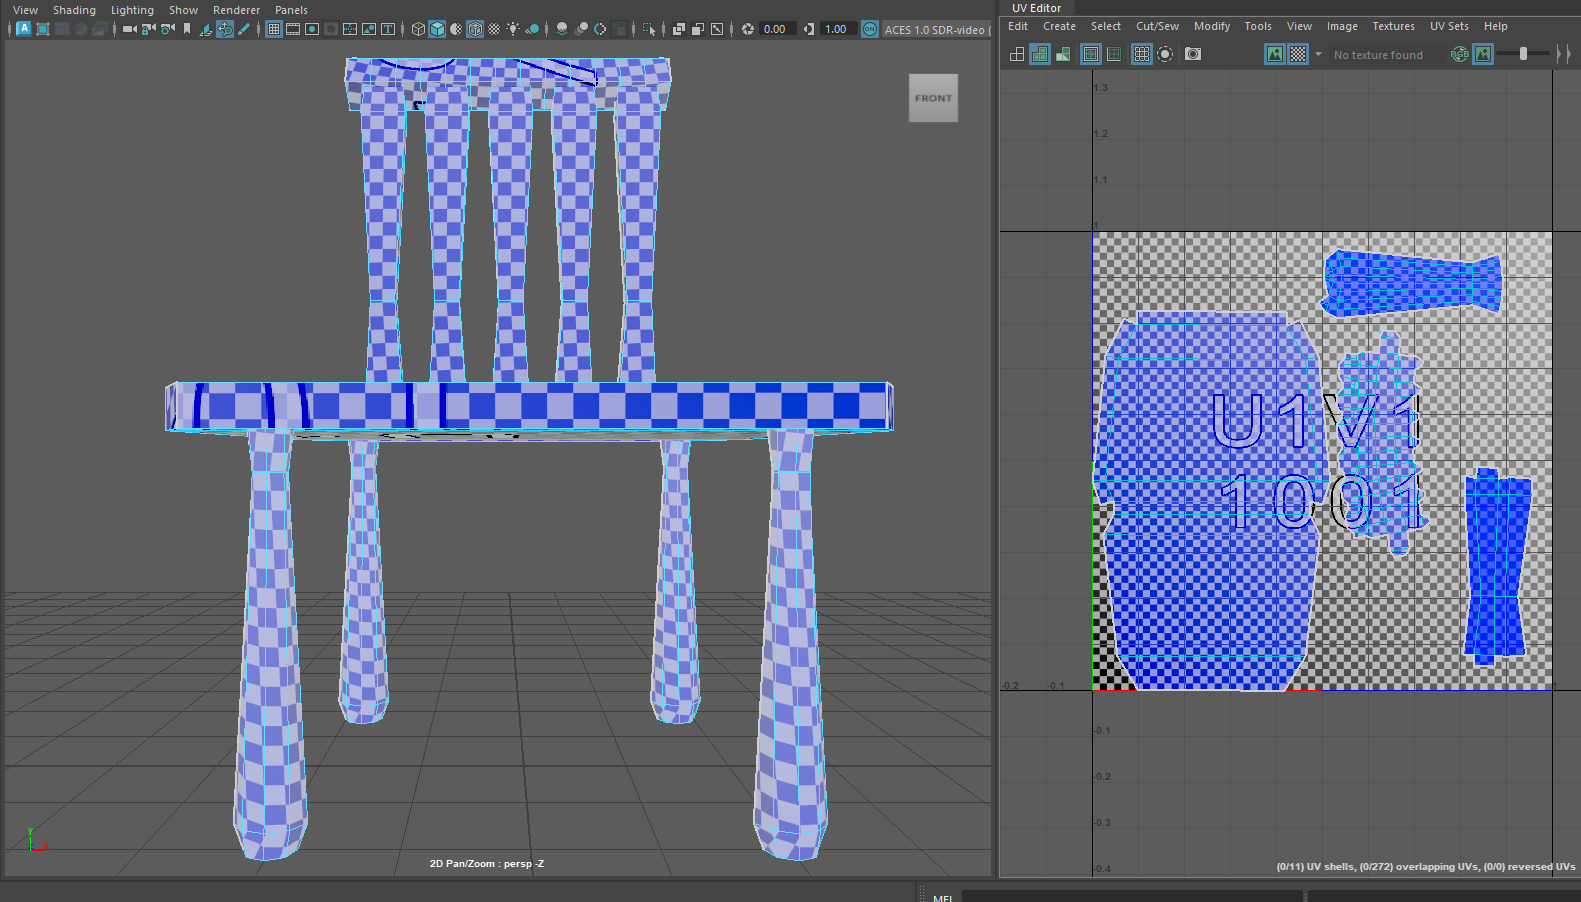 View Shading Lighting Show Renderer Panels
0.00 1.00 ACES 1.0 SDR-video (
FRONT
2D Pan/Zoom : persp -Z
y
x
UV Editor
Edit Create Select Cut/Sew Modify Tools View Image Textures UV Sets Help
No texture found
RGB
1.3
1.2
1.1
1
U1V1
1001
-0.2 -0.1 1
-0.1
-0.2
-0.3
-0.4
(0/11) UV shells, (0/272) overlapping UVs, (0/0) reversed UVs
MEL